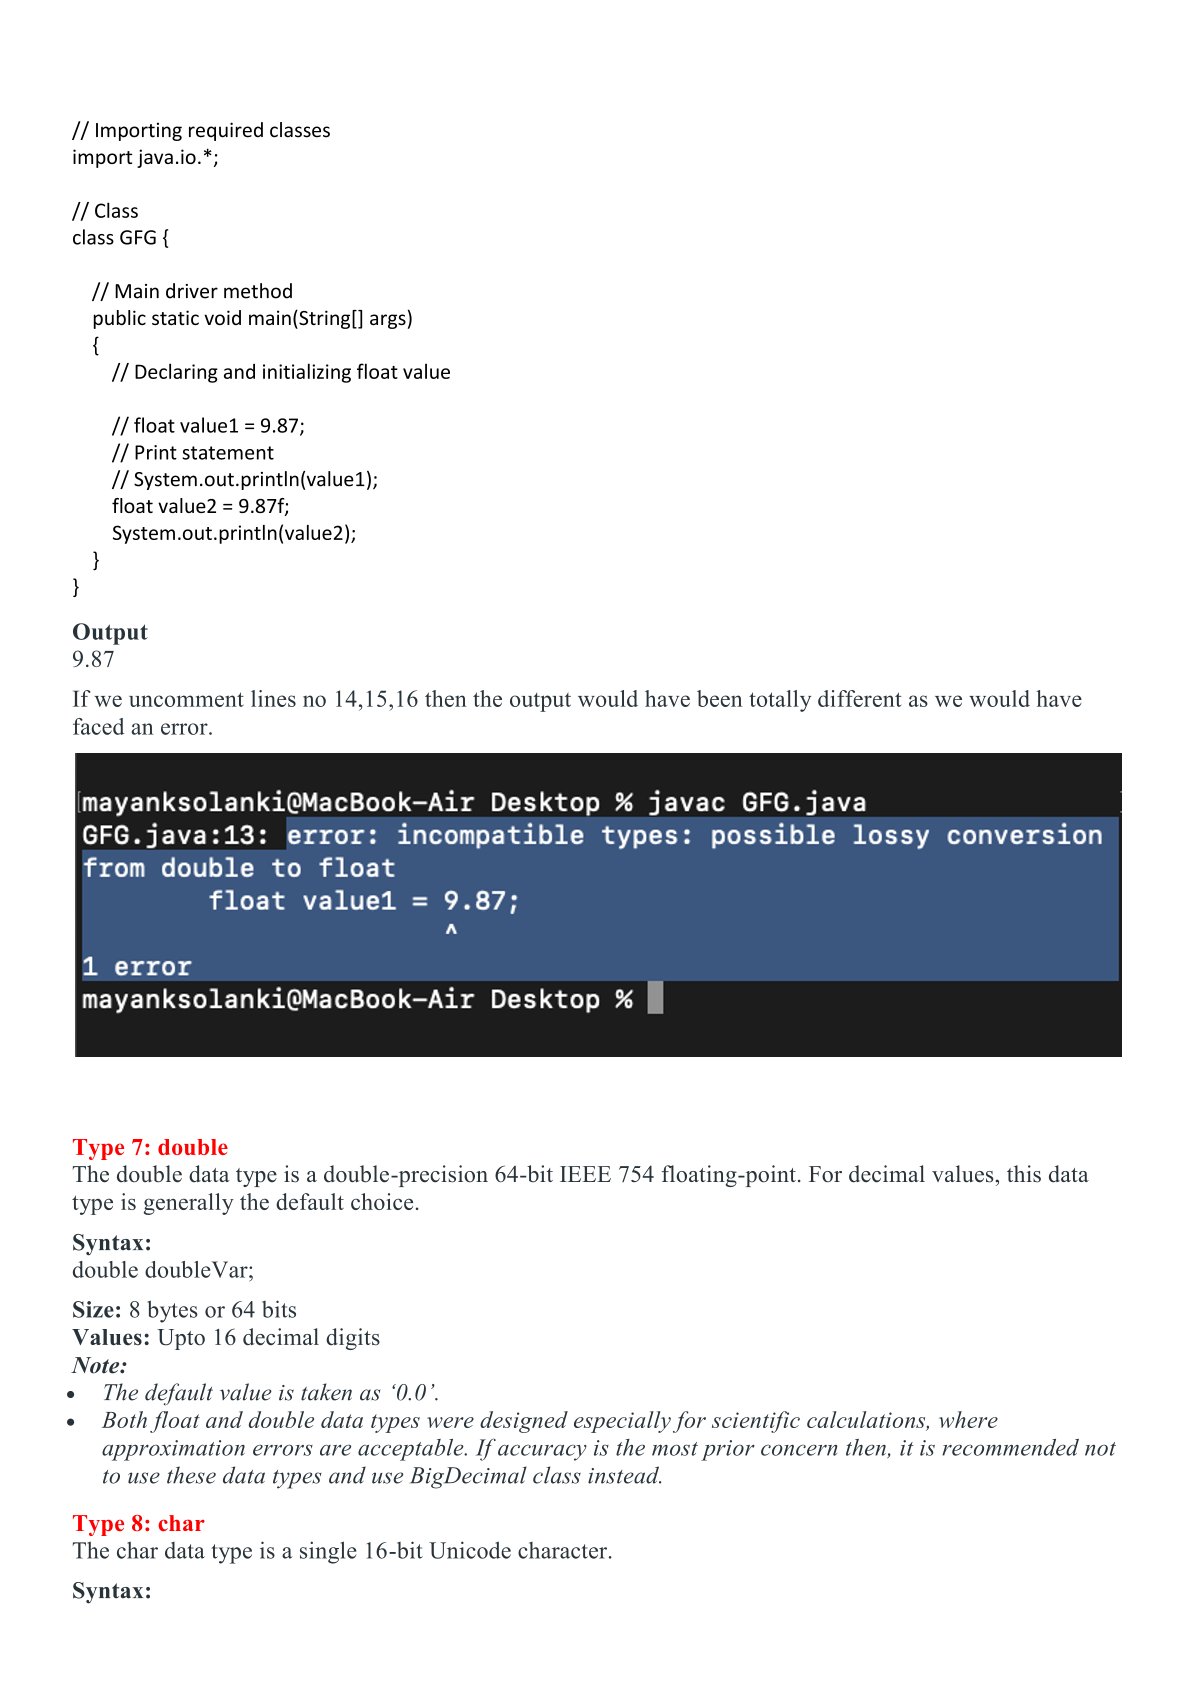 // Importing required classes
import java.io.*;
// Class
class GFG {
// Main driver method
public static void main(String[] args)
{
// Declaring and initializing float value
// float value1 = 9.87;
// Print statement
// System.out.println(value1);
float value2 = 9.87f;
System.out.println(value2);
}
}
Output
9.87
If we uncomment lines no 14,15,16 then the output would have been totally different as we would have
faced an error.
[mayanksolanki@MacBook-Air Desktop % javac GFG.java
GFG.java:13: error: incompatible types: possible lossy conversion
from double to float
float value1 = 9.87;
^
1 error
mayanksolanki@MacBook-Air Desktop %
Type 7: double
The double data type is a double-precision 64-bit IEEE 754 floating-point. For decimal values, this data
type is generally the default choice.
Syntax:
double doubleVar;
Size: 8 bytes or 64 bits
Values: Upto 16 decimal digits
Note:
• The default value is taken as ‘0.0’.
• Both float and double data types were designed especially for scientific calculations, where
approximation errors are acceptable. If accuracy is the most prior concern then, it is recommended not
to use these data types and use BigDecimal class instead.
Type 8: char
The char data type is a single 16-bit Unicode character.
Syntax: